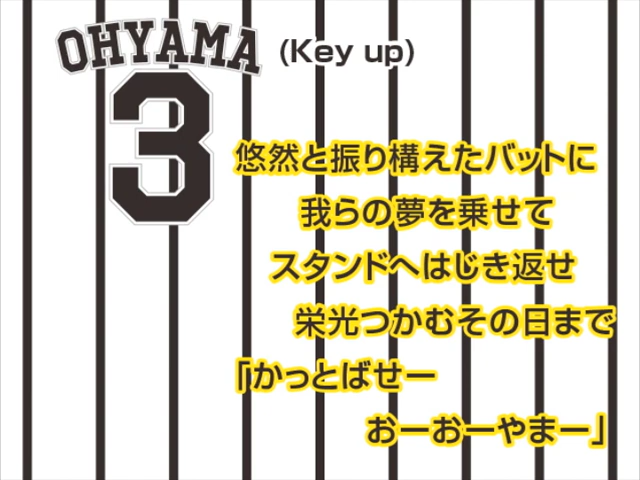 OHYAMA
(Key up)
3
悠然と振り構えたバットに
我らの夢を乗せて
スタンドへはじき返せ
栄光つかむその日まで
「かっとばせー
おーおーやまー」